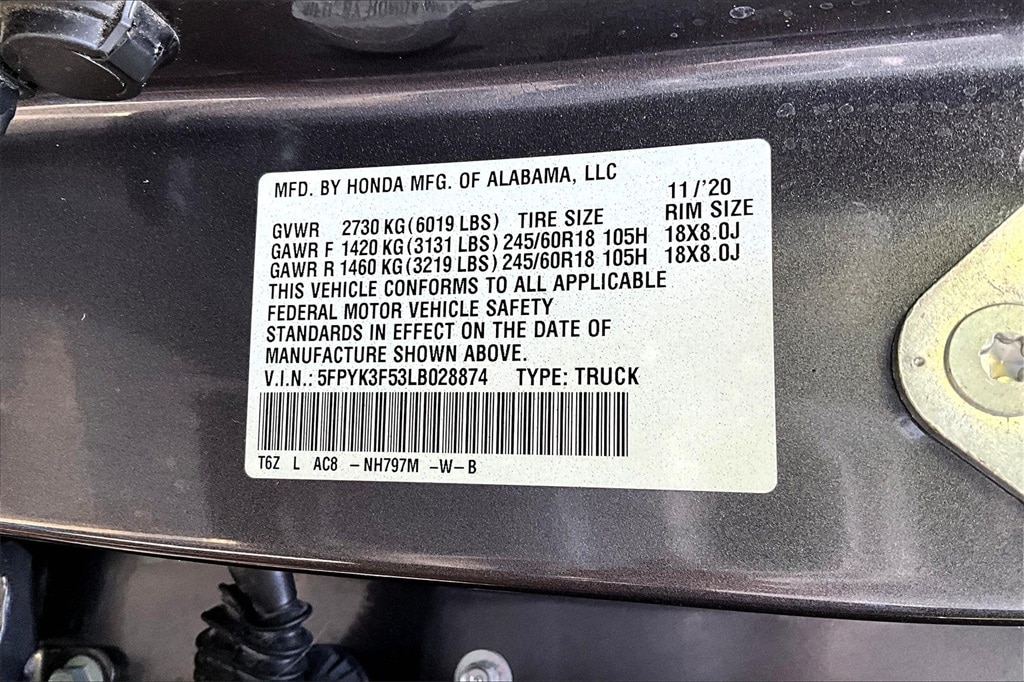 MFD. BY HONDA MFG. OF ALABAMA, LLC
11/'20
GVWR 2730 KG(6019 LBS) TIRE SIZE RIM SIZE
GAWR F 1420 KG(3131 LBS) 245/60R18 105H 18X8.0J
GAWR R 1460 KG(3219 LBS) 245/60R18 105H 18X8.0J
THIS VEHICLE CONFORMS TO ALL APPLICABLE
FEDERAL MOTOR VEHICLE SAFETY
STANDARDS IN EFFECT ON THE DATE OF
MANUFACTURE SHOWN ABOVE.
V.I.N.: 5FPYK3F53LB028874 TYPE: TRUCK
T6Z L AC8 -NH797M -W-B